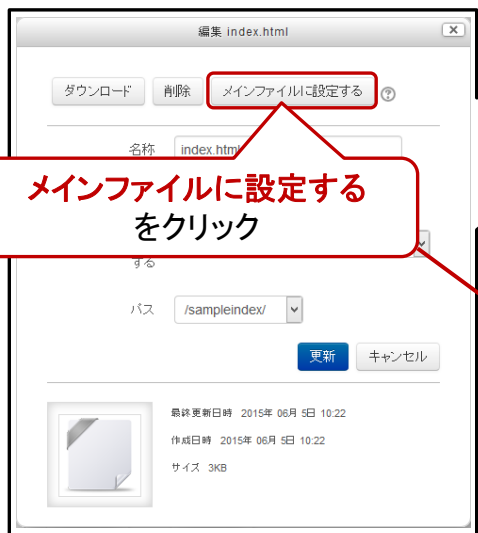 編集 index.html
ダウンロード 削除 メインファイルに設定する ?
名称 index.html
メインファイルに設定する
をクリック
する
パス /sampleindex/
更新 キャンセル
最終更新日時 2015年 06月 5日 10:22
作成日時 2015年 06月 5日 10:22
サイズ 3KB